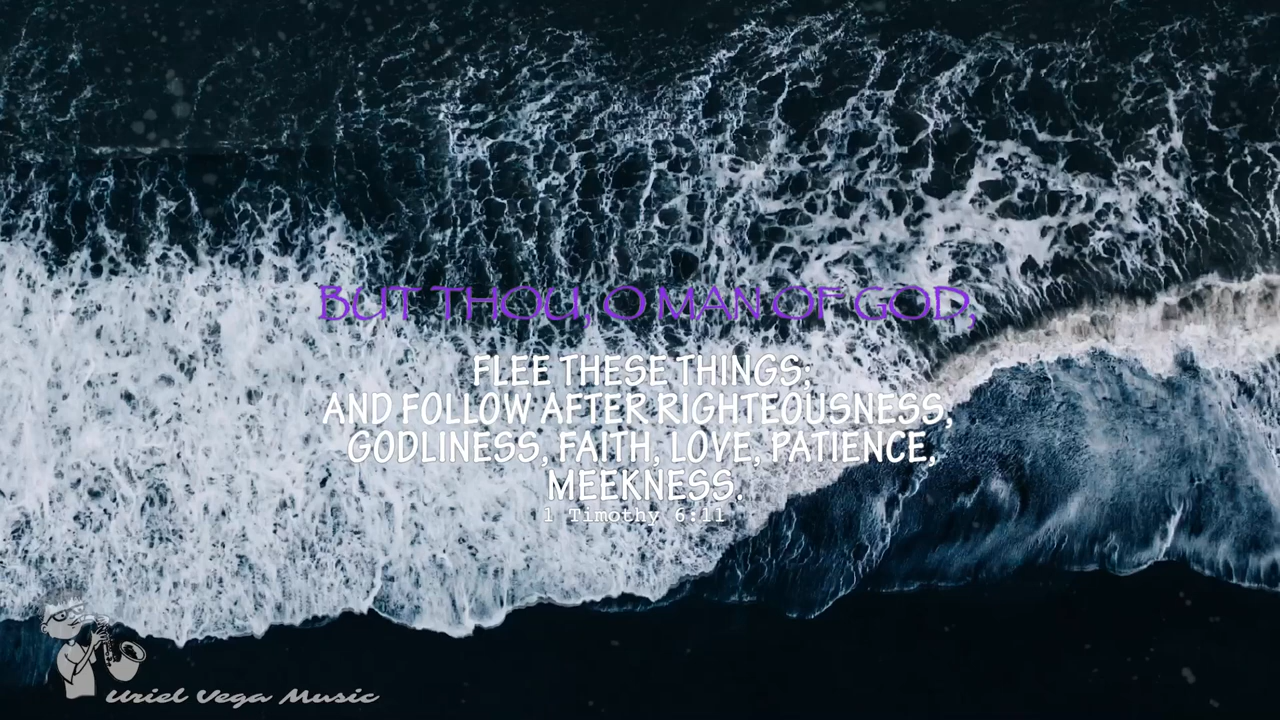 BUT THOU, O MAN OF GOD,
FLEE THESE THINGS;
AND FOLLOW AFTER RIGHTEOUSNESS,
GODLINESS, FAITH, LOVE, PATIENCE,
MEEKNESS.
1 Timothy 6:11
Uriel Vega Music